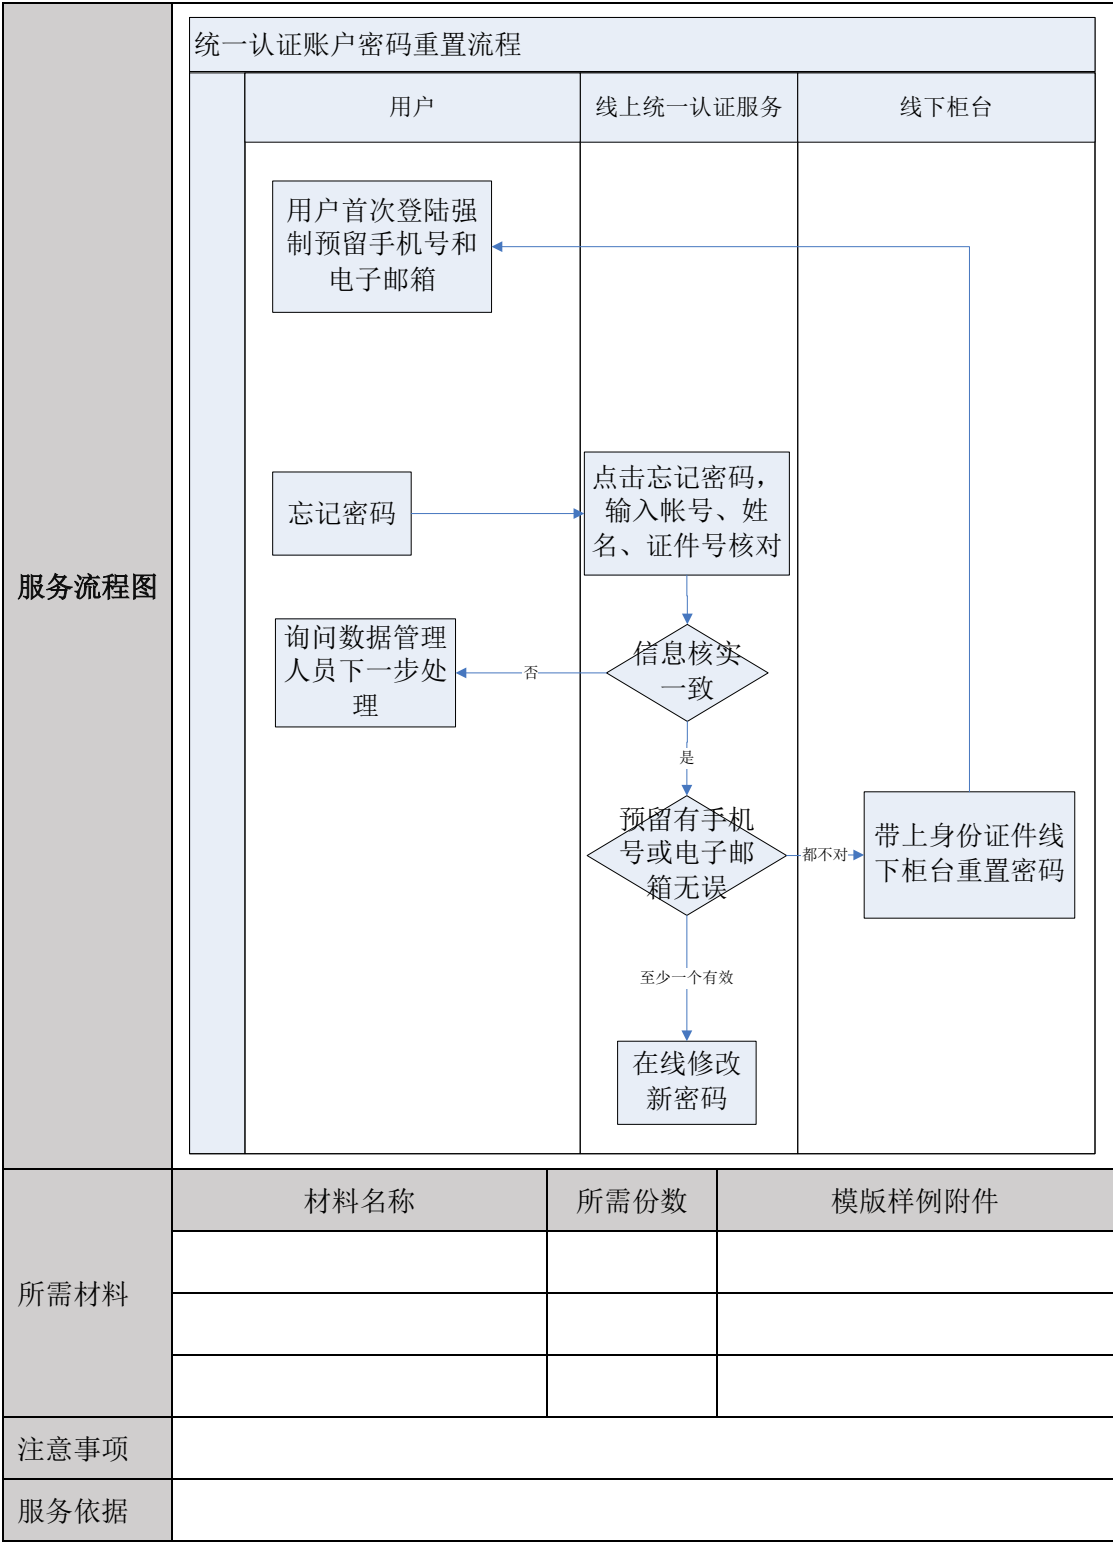 统一认证账户密码重置流程
用户
线上统一认证服务
线下柜台
用户首次登陆强
制预留手机号和
电子邮箱
忘记密码
点击忘记密码，
输入帐号、姓
名、证件号核对
服务流程图
询问数据管理
人员下一步处
理
否
信息核实
一致
是
预留有手机
号或电子邮
箱无误
都不对
带上身份证件线
下柜台重置密码
至少一个有效
在线修改
新密码
所需材料
材料名称
所需份数
模版样例附件
注意事项
服务依据